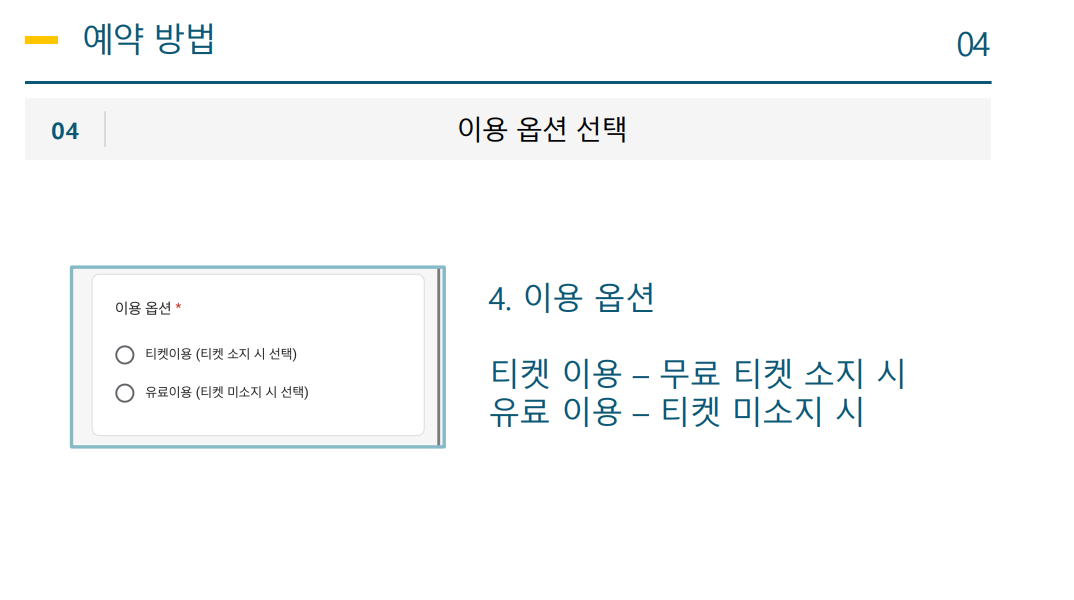 예약 방법
04
04
이용 옵션 선택
이용 옵션 *
티켓이용 (티켓 소지 시 선택)
유료이용 (티켓 미소지 시 선택)
4. 이용 옵션
티켓 이용 – 무료 티켓 소지 시
유료 이용 – 티켓 미소지 시